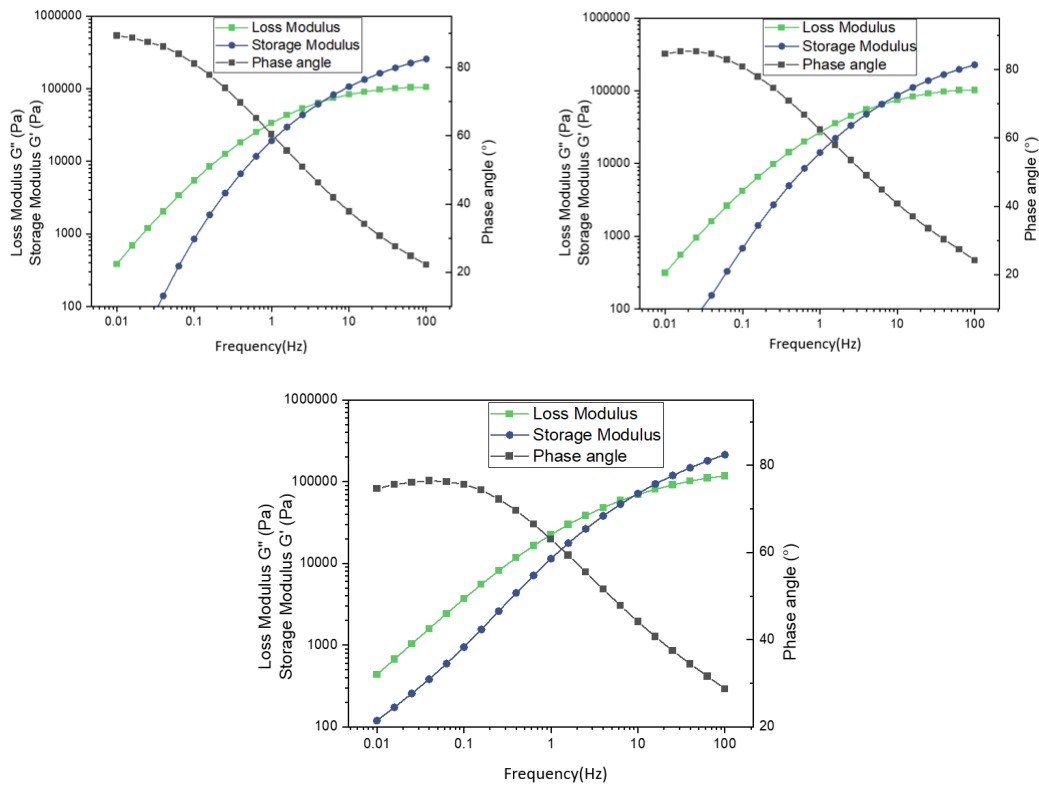 1000000
100000
10000
1000
100
Loss Modulus G" (Pa)
Storage Modulus G' (Pa)
Loss Modulus
Storage Modulus
Phase angle
80
60
40
20
Phase angle (°)
0.01 0.1 1 10 100
Frequency(Hz)
1000000
100000
10000
1000
100
Loss Modulus G" (Pa)
Storage Modulus G' (Pa)
Loss Modulus
Storage Modulus
Phase angle
80
60
40
20
Phase angle (°)
0.01 0.1 1 10 100
Frequency(Hz)
1000000
100000
10000
1000
100
Loss Modulus G" (Pa)
Storage Modulus G' (Pa)
Loss Modulus
Storage Modulus
Phase angle
80
60
40
20
Phase angle (°)
0.01 0.1 1 10 100
Frequency(Hz)